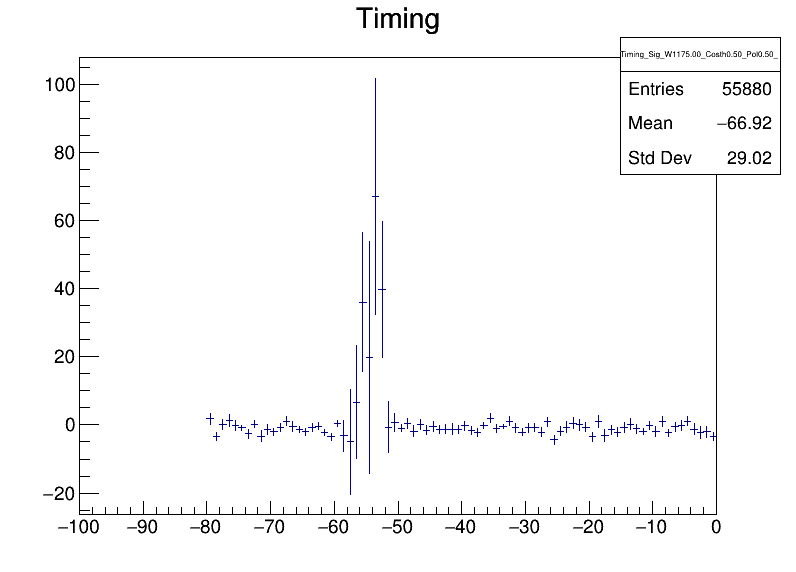 Timing
Timing_Sig_W1175.00_Costh0.50_Pol0.50_
Entries 55880
Mean −66.92
Std Dev 29.02
100
80
60
40
20
0
−20
−100 −90 −80 −70 −60 −50 −40 −30 −20 −10 0